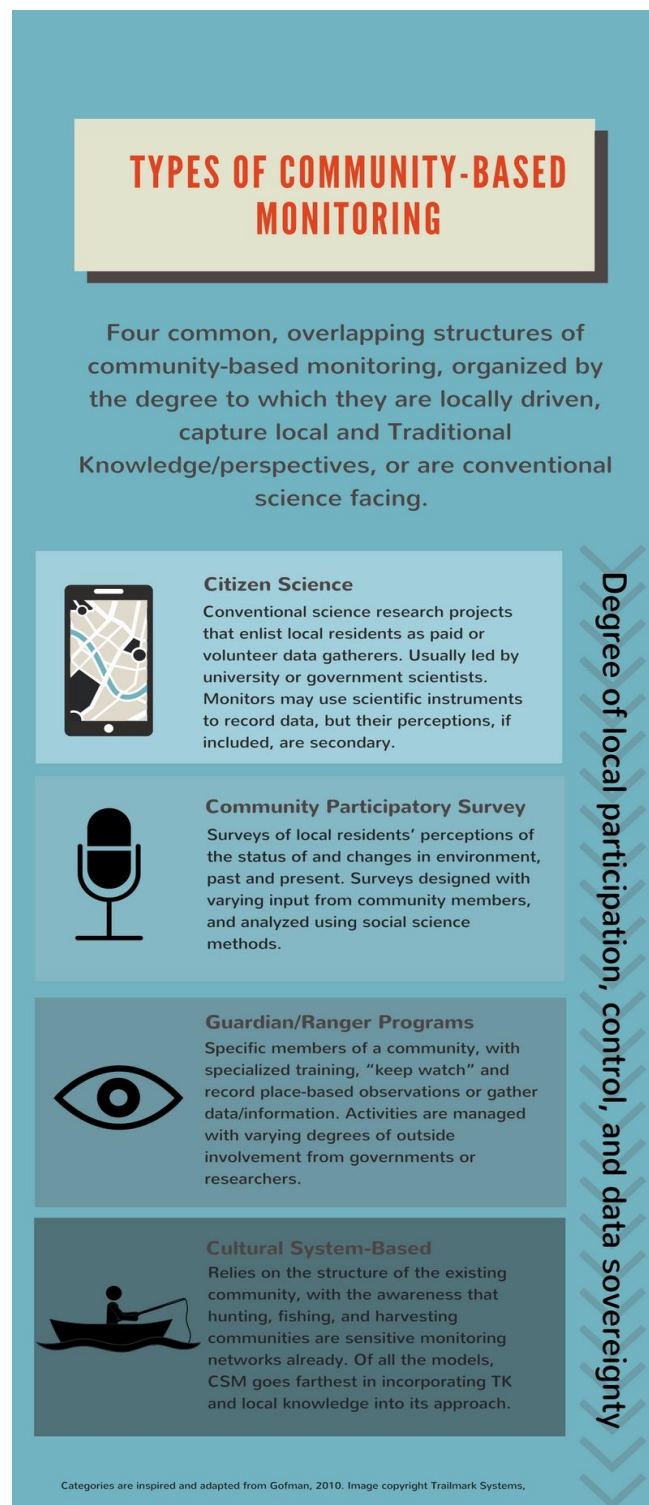 TYPES OF COMMUNITY-BASED
MONITORING
Four common, overlapping structures of
community-based monitoring, organized by
the degree to which they are locally driven,
capture local and Traditional
Knowledge/perspectives, or are conventional
science facing.
Citizen Science
Conventional science research projects
that enlist local residents as paid or
volunteer data gatherers. Usually led by
university or government scientists.
Monitors may use scientific instruments
to record data, but their perceptions, if
included, are secondary.
Community Participatory Survey
Surveys of local residents' perceptions of
the status of and changes in environment,
past and present. Surveys designed with
varying input from community members,
and analyzed using social science
methods.
Guardian/Ranger Programs
Specific members of a community, with
specialized training, “keep watch” and
record place-based observations or gather
data/information. Activities are managed
with varying degrees of outside
involvement from governments or
researchers.
Cultural System-Based
Relies on the structure of the existing
community, with the awareness that
hunting, fishing, and harvesting
communities are sensitive monitoring
networks already. Of all the models,
CSM goes farthest in incorporating TK
and local knowledge into its approach.
Degree of local participation, control, and data sovereignty
Categories are inspired and adapted from Gofman, 2010. Image copyright Trailmark Systems,